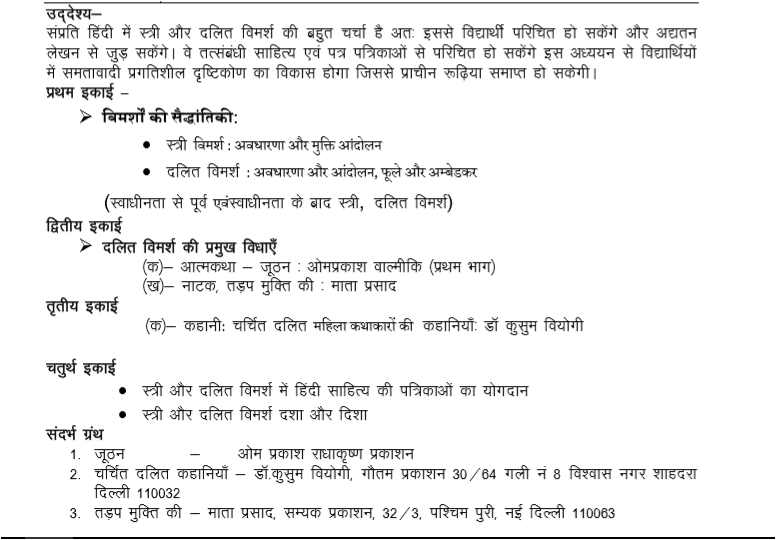 उद्देश्य–
संप्रति हिंदी में स्त्री और दलित विमर्श की बहुत चर्चा है अतः इससे विद्यार्थी परिचित हो सकेंगे और अद्यतन
लेखन से जुड़ सकेंगे। वे तत्संबंधी साहित्य एवं पत्र पत्रिकाओं से परिचित हो सकेंगे इस अध्ययन से विद्यार्थियों
में समतावादी प्रगतिशील दृष्टिकोण का विकास होगा जिससे प्राचीन रूढ़िया समाप्त हो सकेगी।
प्रथम इकाई –
➢ विमर्शों की सैद्धांतिकी:
• स्त्री विमर्श : अवधारणा और मुक्ति आंदोलन
• दलित विमर्श : अवधारणा और आंदोलन, फूले और अम्बेडकर
(स्वाधीनता से पूर्व एवंस्वाधीनता के बाद स्त्री, दलित विमर्श)
द्वितीय इकाई
➢ दलित विमर्श की प्रमुख विधाएँ
(क)– आत्मकथा – जूठन : ओमप्रकाश वाल्मीकि (प्रथम भाग)
(ख)– नाटक, तड़प मुक्ति की : माता प्रसाद
तृतीय इकाई
(क)– कहानी: चर्चित दलित महिला कथाकारों की कहानियाँ: डॉ कुसुम वियोगी
चतुर्थ इकाई
• स्त्री और दलित विमर्श में हिंदी साहित्य की पत्रिकाओं का योगदान
• स्त्री और दलित विमर्श दशा और दिशा
संदर्भ ग्रंथ
1. जूठन – ओम प्रकाश राधाकृष्ण प्रकाशन
2. चर्चित दलित कहानियाँ – डॉ.कुसुम वियोगी, गौतम प्रकाशन 30/64 गली नं 8 विश्वास नगर शाहदरा
दिल्ली 110032
3. तड़प मुक्ति की – माता प्रसाद, सम्यक प्रकाशन, 32/3, पश्चिम पुरी, नई दिल्ली 110063